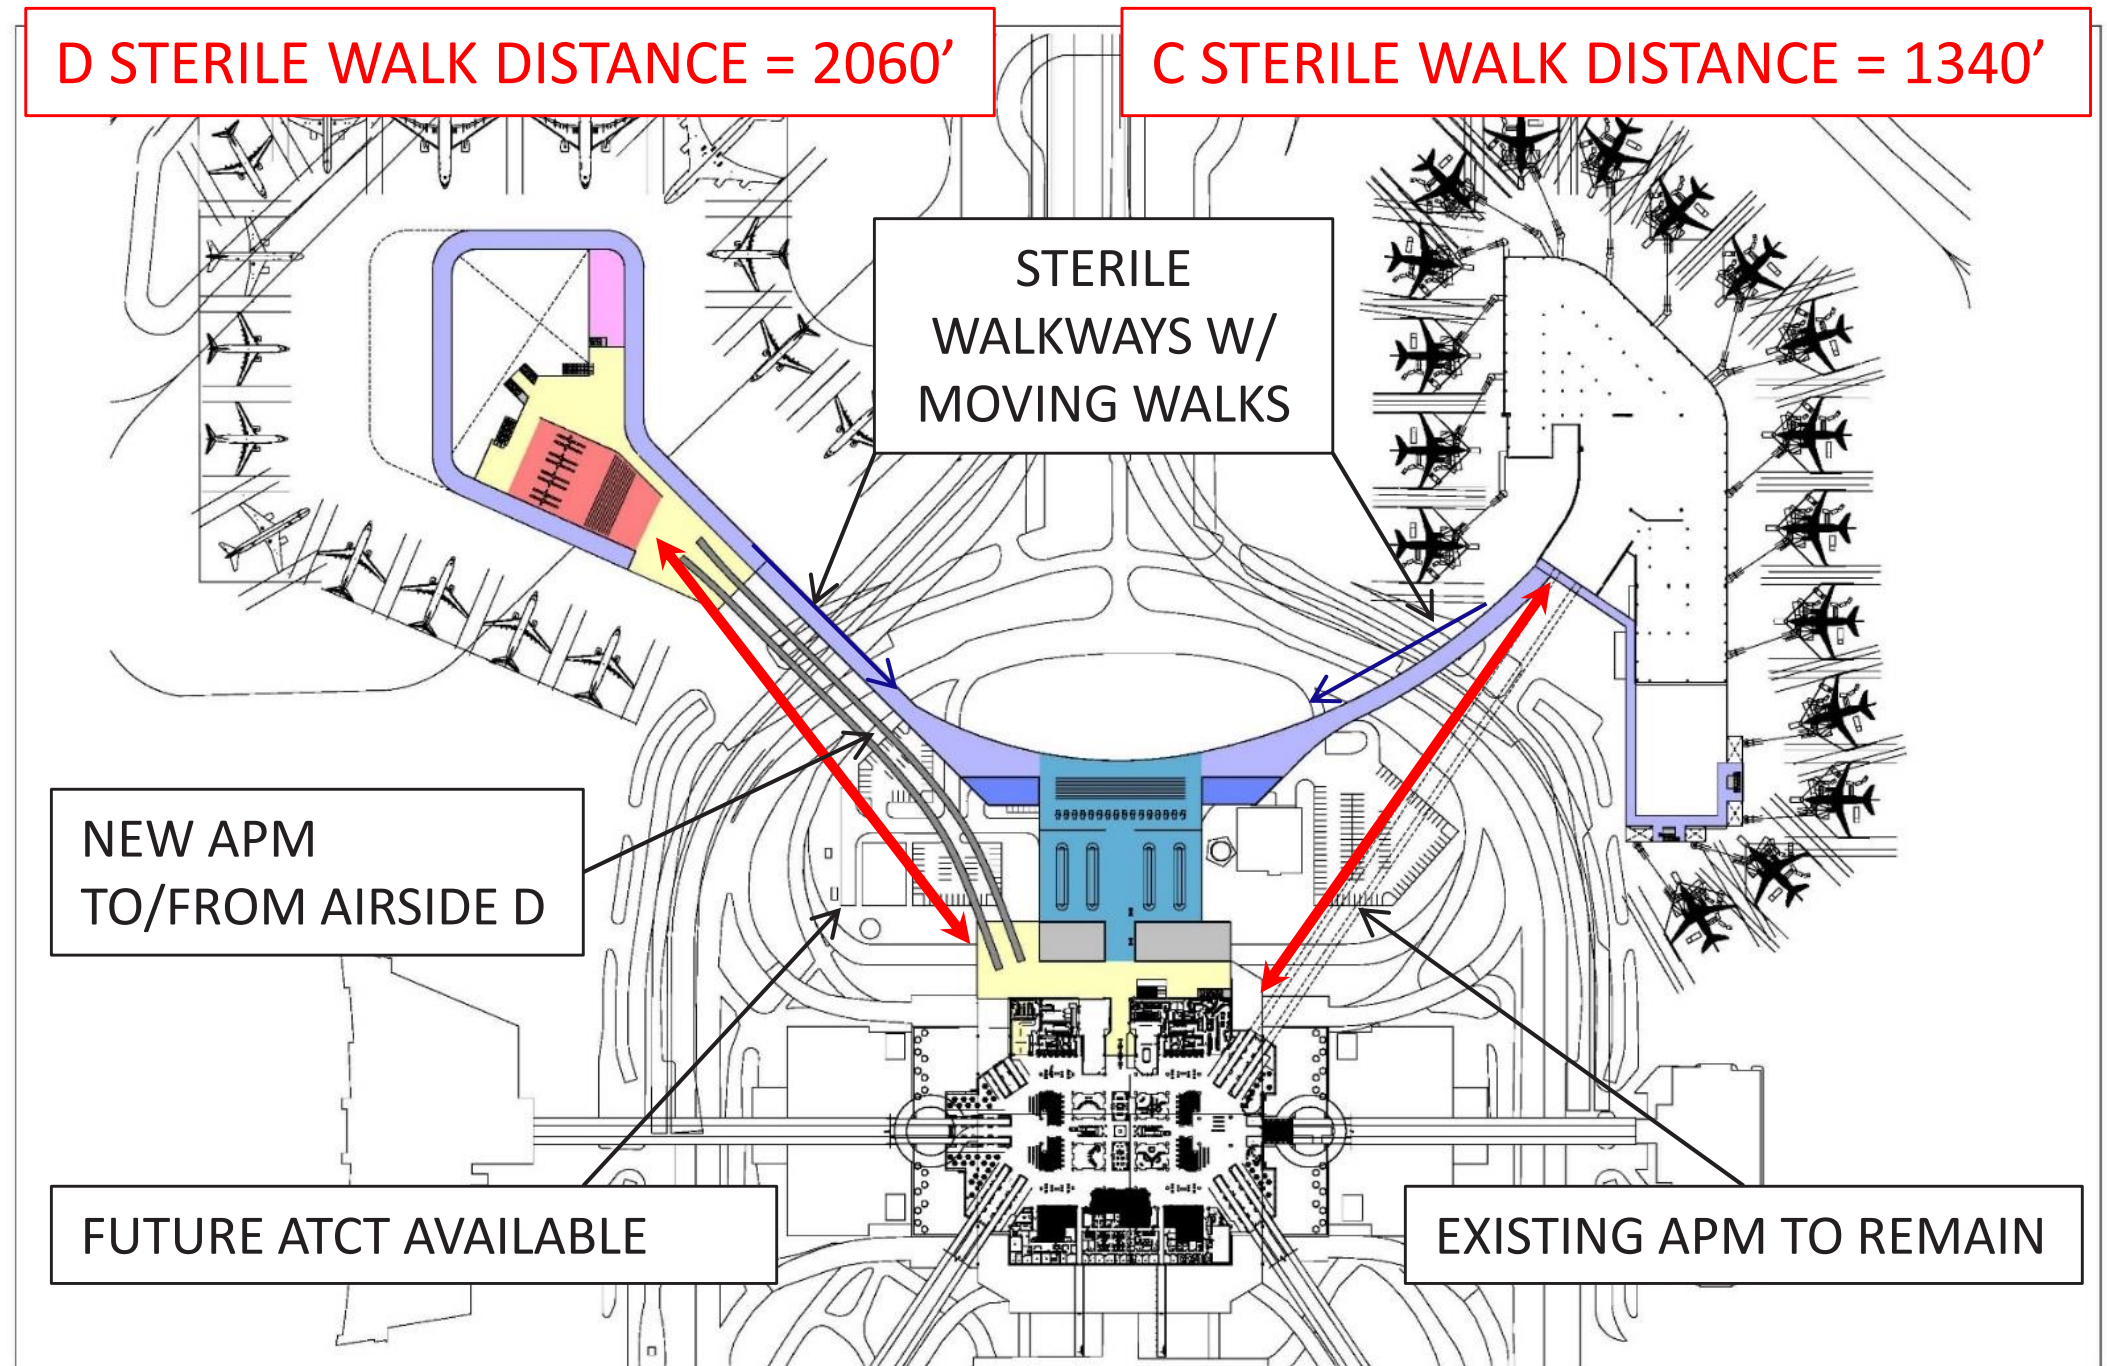 D STERILE WALK DISTANCE = 2060’
C STERILE WALK DISTANCE = 1340’
STERILE
WALKWAYS W/
MOVING WALKS
NEW APM
TO/FROM AIRSIDE D
FUTURE ATCT AVAILABLE
EXISTING APM TO REMAIN